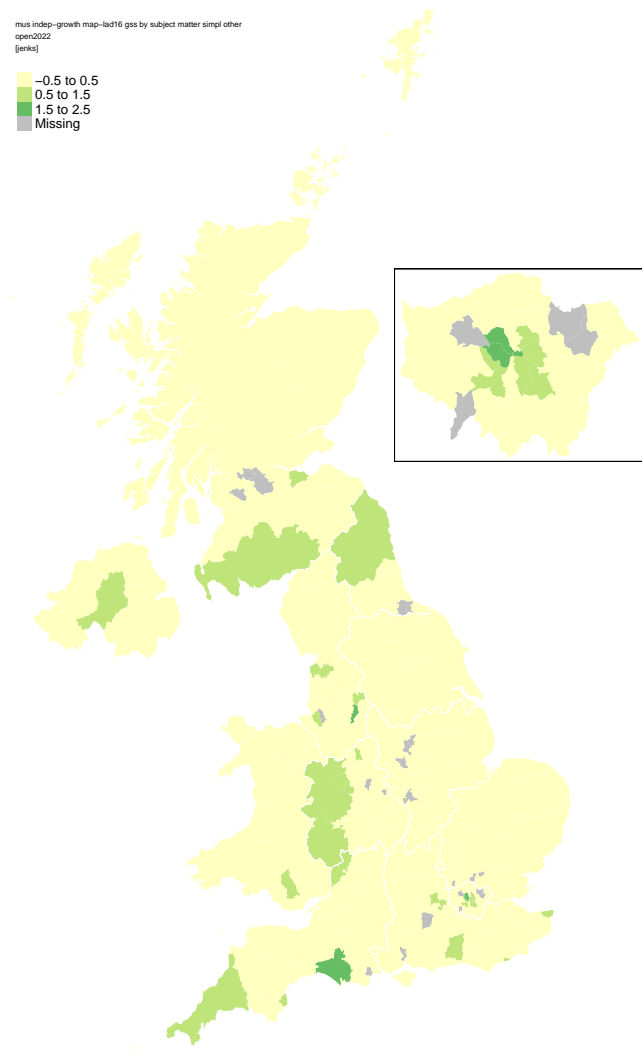 mus indep–growth map–lad16 gss by subject matter simpl other
open2022
[jenks]
−0.5 to 0.5
0.5 to 1.5
1.5 to 2.5
Missing